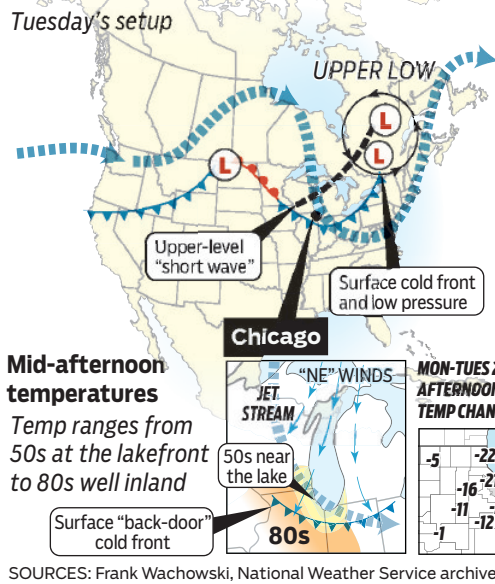 Tuesday's setup
UPPER LOW
L
L
L
Upper-level
"short wave"
Surface cold front
and low pressure
Chicago
Mid-afternoon
temperatures
Temp ranges from
50s at the lakefront
to 80s well inland
"NE" WINDS
JET
STREAM
50s near
the lake
Surface "back-door"
cold front
80s
MON-TUES
AFTERNOON
TEMP CHAN
-5
-22
-16
-11
-12
-1
SOURCES: Frank Wachowski, National Weather Service archive